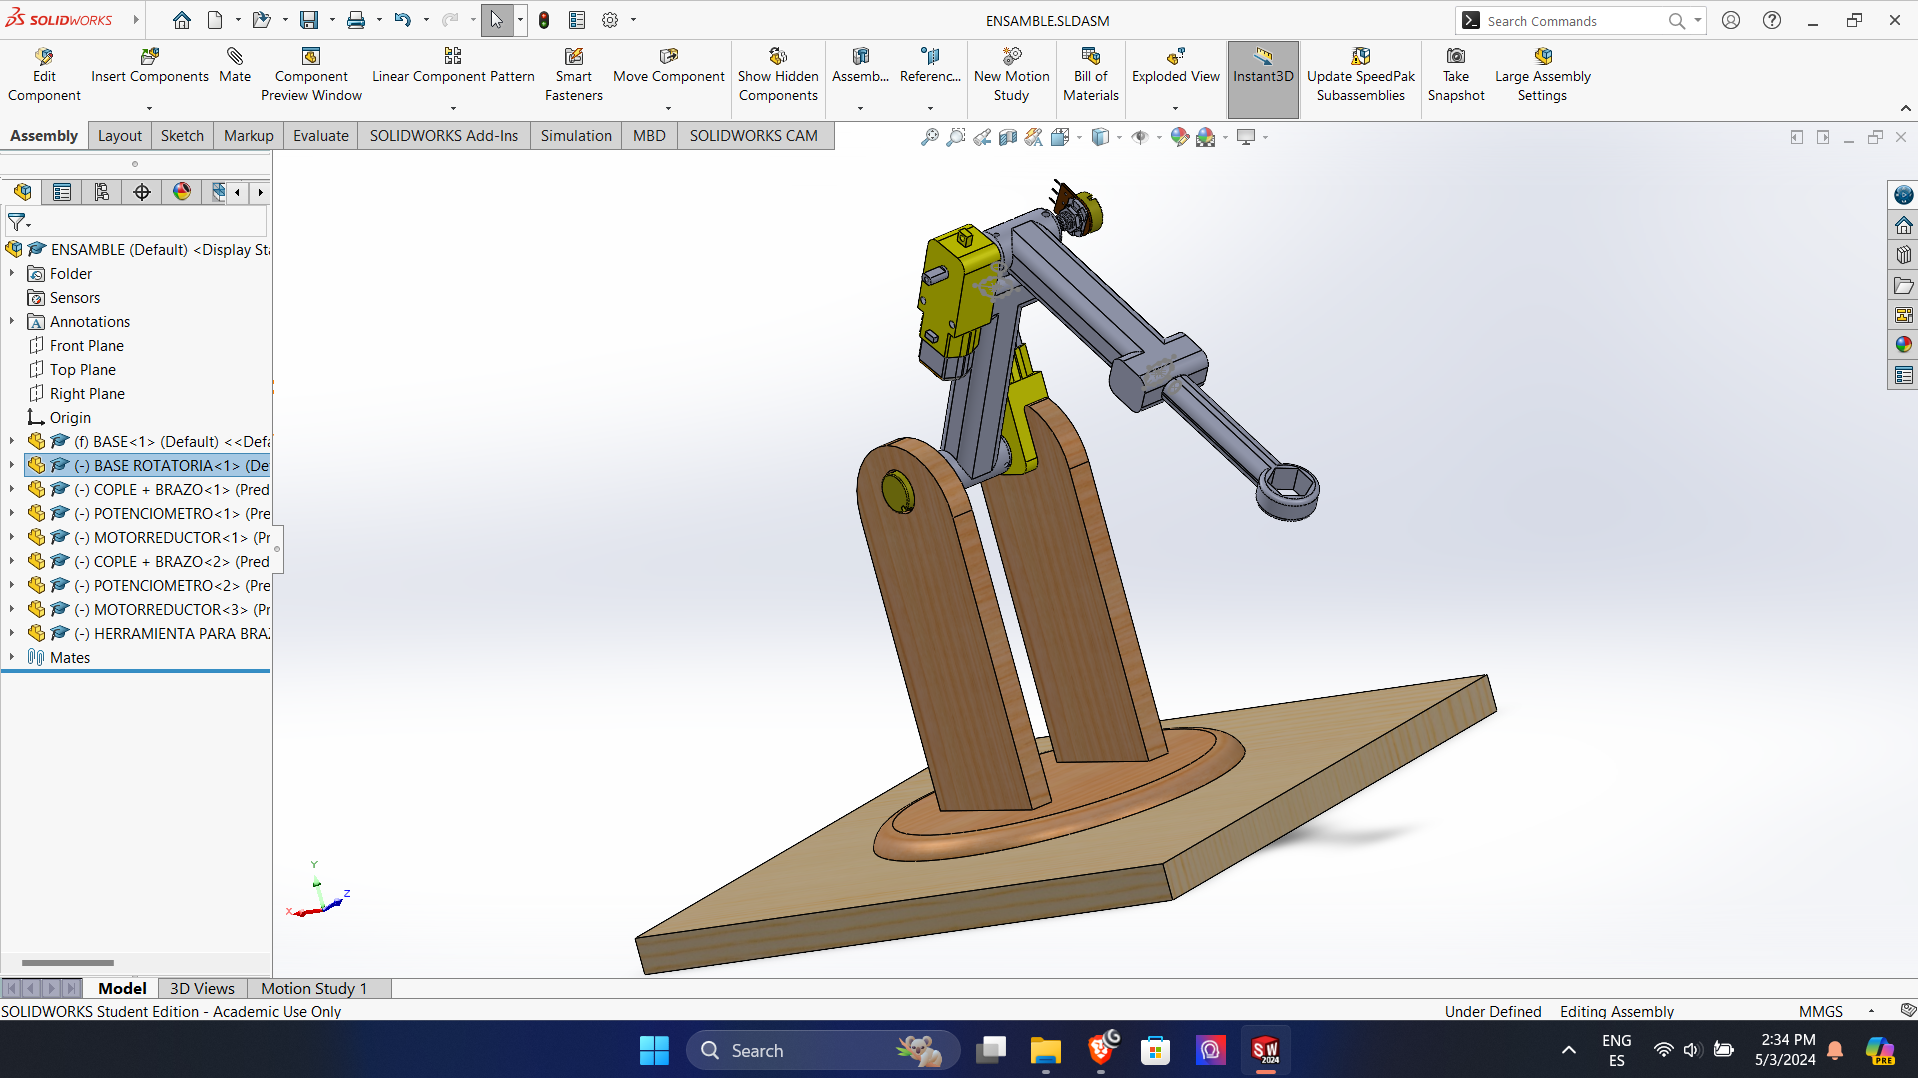 SOLIDWORKS
ENSAMBLE.SLDASM
Search Commands
Edit Component
Insert Components
Mate
Component Preview Window
Linear Component Pattern
Smart Fasteners
Move Component
Show Hidden Components
Assemb...
Referenc...
New Motion Study
Bill of Materials
Exploded View
Instant3D
Update SpeedPak Subassemblies
Take Snapshot
Large Assembly Settings
Assembly
Layout
Sketch
Markup
Evaluate
SOLIDWORKS Add-Ins
Simulation
MBD
SOLIDWORKS CAM
ENSAMBLE (Default) <Display Sta
Folder
Sensors
Annotations
Front Plane
Top Plane
Right Plane
Origin
(f) BASE<1> (Default) <<Defa
(-) BASE ROTATORIA<1> (De
(-) COPLE + BRAZO<1> (Pred
(-) POTENCIOMETRO<1> (Pre
(-) MOTORREDUCTOR<1> (Pr
(-) COPLE + BRAZO<2> (Pred
(-) POTENCIOMETRO<2> (Pre
(-) MOTORREDUCTOR<3> (Pr
(-) HERRAMIENTA PARA BRA
Mates
Y
Z
X
Model
3D Views
Motion Study 1
SOLIDWORKS Student Edition - Academic Use Only
Under Defined
Editing Assembly
MMGS
Search
SW
2024
ENG
ES
2:34 PM
5/3/2024
PRE